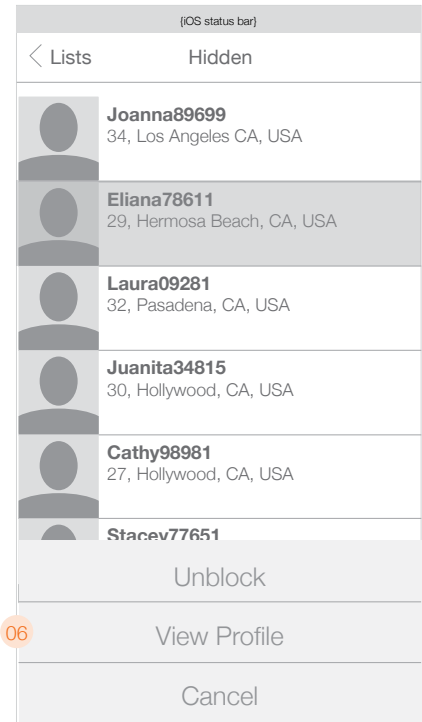 {iOS status bar}
Lists Hidden
Joanna89699
34, Los Angeles CA, USA
Eliana78611
29, Hermosa Beach, CA, USA
Laura09281
32, Pasadena, CA, USA
Juanita34815
30, Hollywood, CA, USA
Cathy98981
27, Hollywood, CA, USA
Stacey77651
Unblock
06 View Profile
Cancel